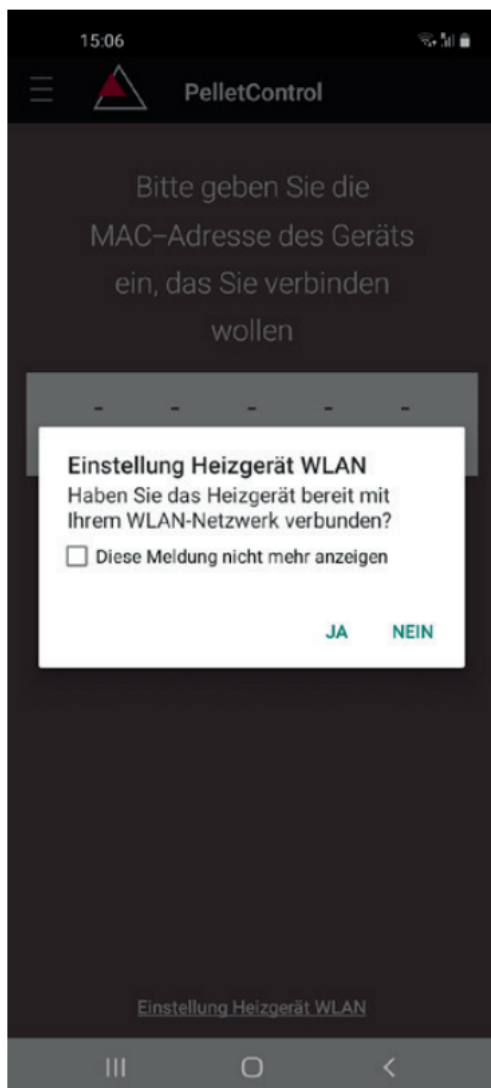 15:06
PelletControl
Bitte geben Sie die
MAC–Adresse des Geräts
ein, das Sie verbinden
wollen
- - - - -
Einstellung Heizgerät WLAN
Haben Sie das Heizgerät bereit mit
Ihrem WLAN-Netzwerk verbunden?
Diese Meldung nicht mehr anzeigen
JA NEIN
Einstellung Heizgerät WLAN